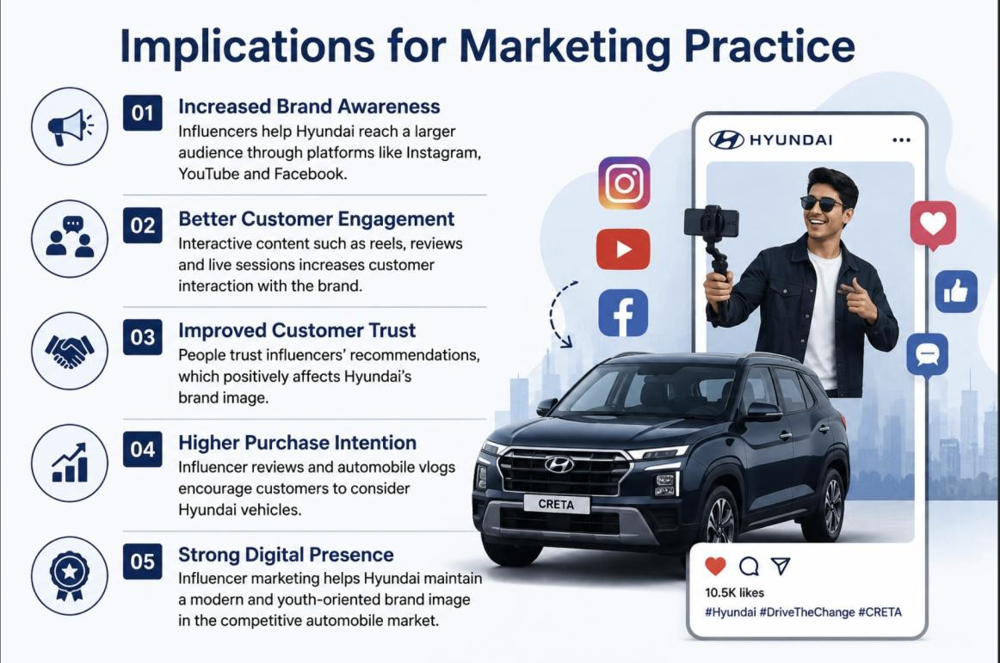 Implications for Marketing Practice
01
Increased Brand Awareness
Influencers help Hyundai reach a larger
audience through platforms like Instagram,
YouTube and Facebook.
02
Better Customer Engagement
Interactive content such as reels, reviews
and live sessions increases customer
interaction with the brand.
03
Improved Customer Trust
People trust influencers’ recommendations,
which positively affects Hyundai’s
brand image.
04
Higher Purchase Intention
Influencer reviews and automobile vlogs
encourage customers to consider
Hyundai vehicles.
05
Strong Digital Presence
Influencer marketing helps Hyundai maintain
a modern and youth-oriented brand image
in the competitive automobile market.
HYUNDAI
CRETA
10.5K likes
#Hyundai #DriveTheChange #CRETA